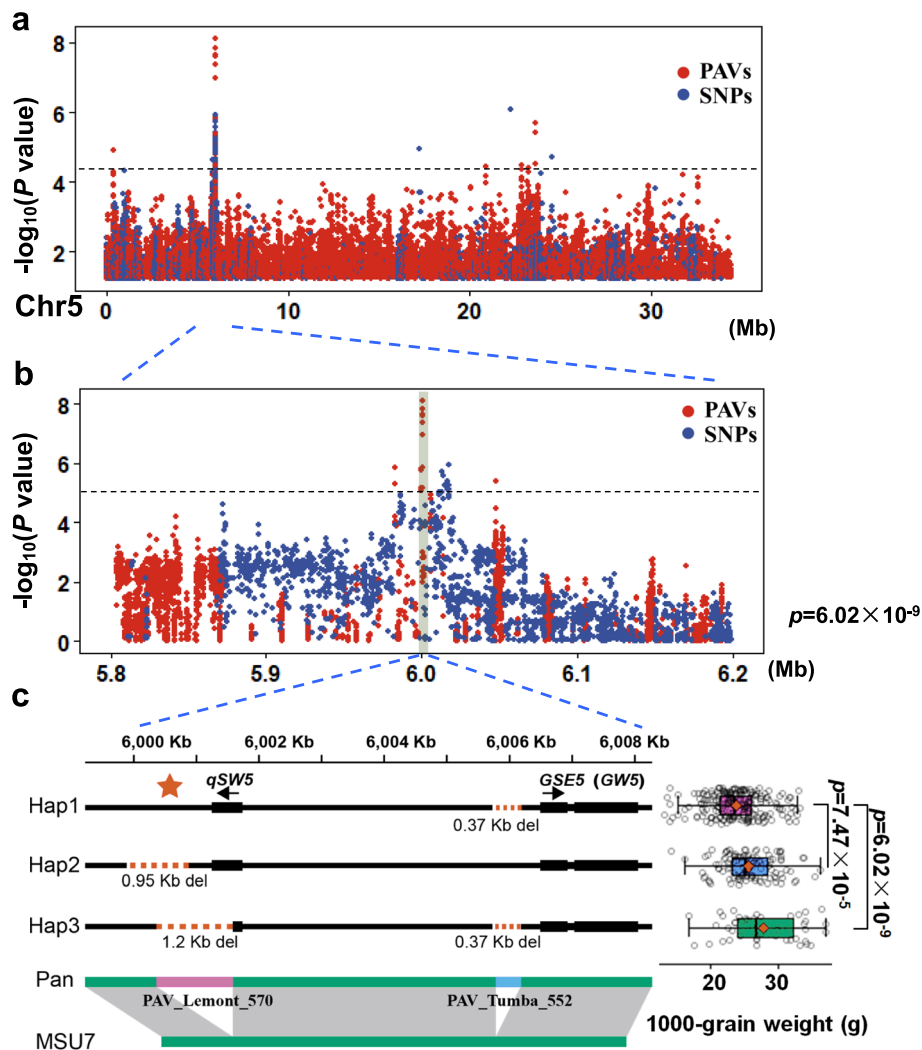 a
8
6
4
2
-log10(P value)
PAVs
SNPs
Chr5
0 10 20 30
(Mb)
b
8
6
4
2
0
-log10(P value)
PAVs
SNPs
p=6.02×10-9
5.8 5.9 6.0 6.1 6.2
(Mb)
c
6,000 Kb 6,002 Kb 6,004 Kb 6,006 Kb 6,008 Kb
qSW5 GSE5 (GW5)
Hap1
0.37 Kb del
Hap2
0.95 Kb del
Hap3
1.2 Kb del 0.37 Kb del
p=7.47×10-5
p=6.02×10-9
Pan
PAV_Lemont_570 PAV_Tumba_552
20 30
1000-grain weight (g)
MSU7